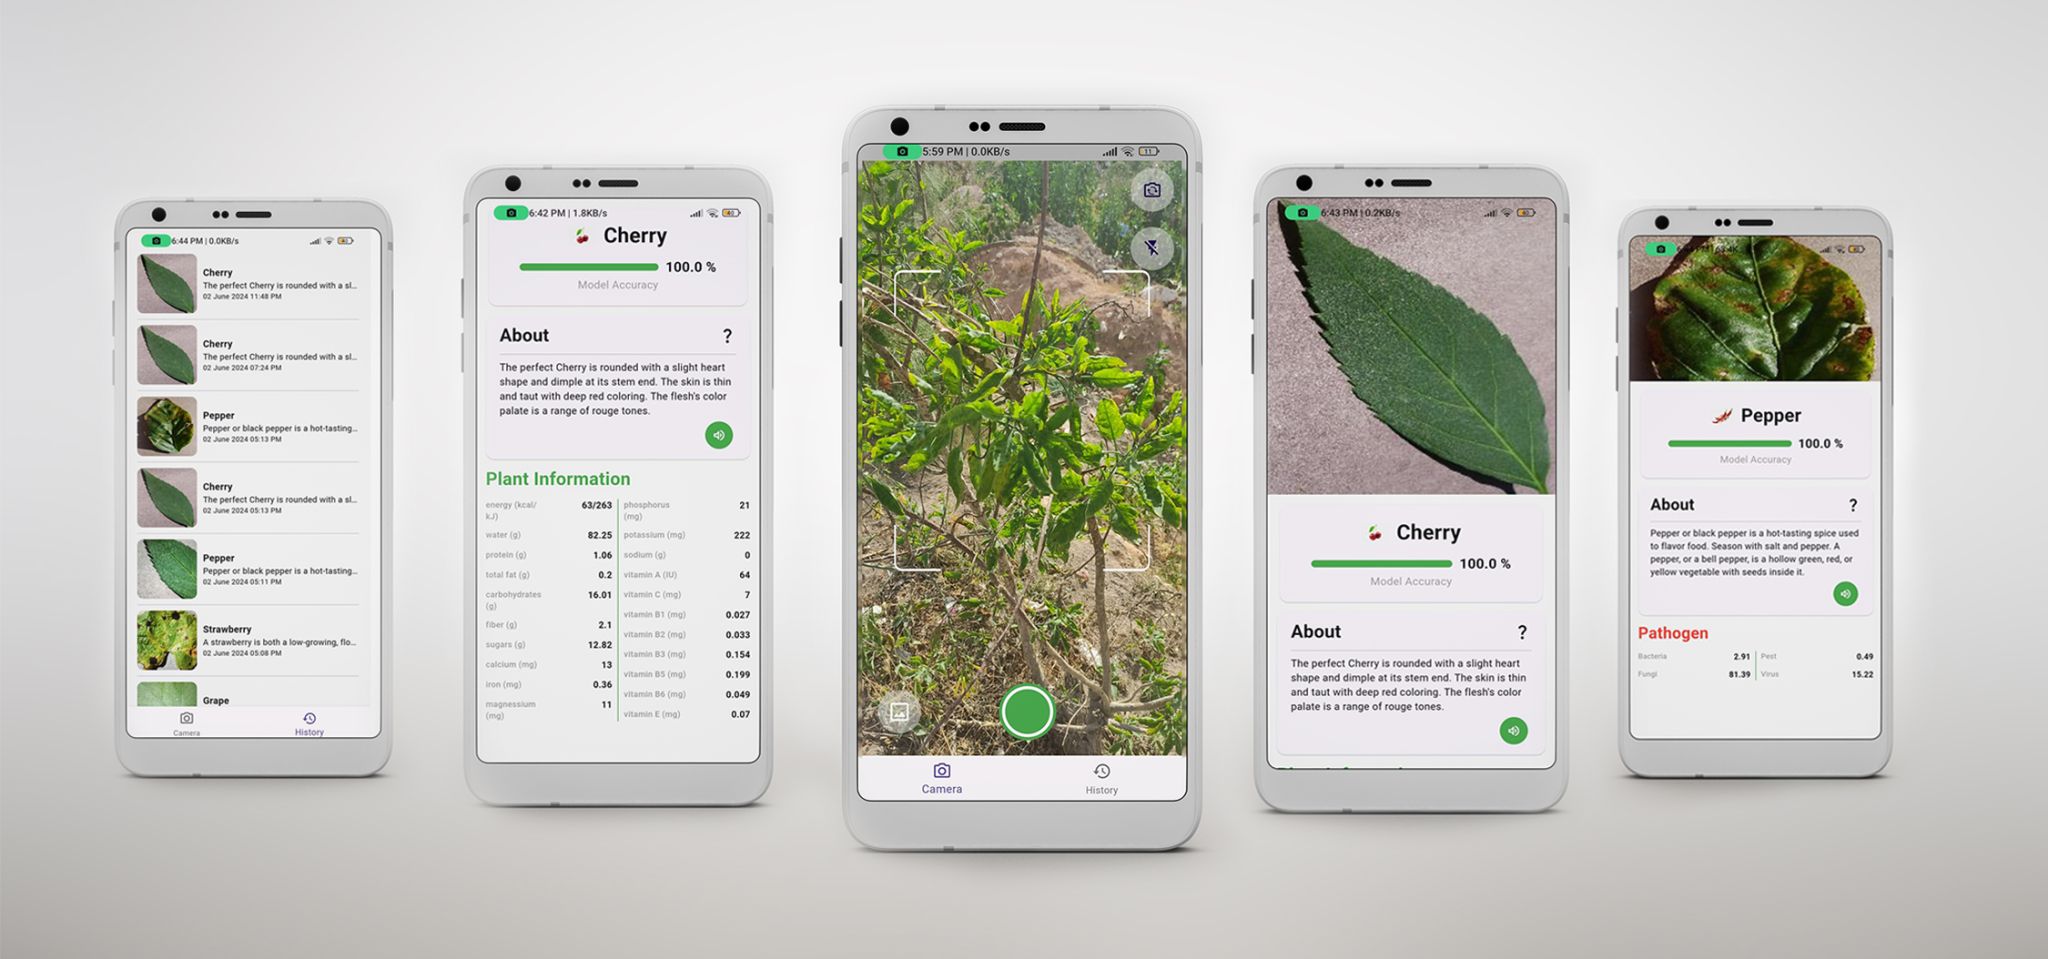 6:44 PM | 0.0KB/s
Cherry
The perfect Cherry is rounded with a sl...
02 June 2024 11:48 PM
Cherry
The perfect Cherry is rounded with a sl...
02 June 2024 07:24 PM
Pepper
Pepper or black pepper is a hot-tasting...
02 June 2024 05:13 PM
Cherry
The perfect Cherry is rounded with a sl...
02 June 2024 05:13 PM
Pepper
Pepper or black pepper is a hot-tasting...
02 June 2024 05:11 PM
Strawberry
A strawberry is both a low-growing, flo...
02 June 2024 05:08 PM
Grape
Camera
History
6:42 PM | 1.8KB/s
40
Cherry
100.0 %
Model Accuracy
About ?
The perfect Cherry is rounded with a slight heart
shape and dimple at its stem end. The skin is thin
and taut with deep red coloring. The flesh's color
palate is a range of rouge tones.
Plant Information
energy (kcal/
kJ) 63/263
water (g) 82.25
protein (g) 1.06
total fat (g) 0.2
carbohydrates
(g) 16.01
fiber (g) 2.1
sugars (g) 12.82
calcium (mg) 13
iron (mg) 0.36
magnessium
(mg) 11
phosphorus
(mg) 21
potassium (mg) 222
sodium (g) 0
vitamin A (IU) 64
vitamin C (mg) 7
vitamin B1 (mg) 0.027
vitamin B2 (mg) 0.033
vitamin B3 (mg) 0.154
vitamin B5 (mg) 0.199
vitamin B6 (mg) 0.049
vitamin E (mg) 0.07
5:59 PM | 0.0KB/s
11
Camera
History
6:43 PM | 0.2KB/s
40
Cherry
100.0 %
Model Accuracy
About ?
The perfect Cherry is rounded with a slight heart
shape and dimple at its stem end. The skin is thin
and taut with deep red coloring. The flesh's color
palate is a range of rouge tones.
Pepper
100.0 %
Model Accuracy
About ?
Pepper or black pepper is a hot-tasting spice used
to flavor food. Season with salt and pepper. A
pepper, or a bell pepper, is a hollow green, red, or
yellow vegetable with seeds inside it.
Pathogen
Bacteria 2.91
Pest 0.49
Fungi 81.39
Virus 15.22